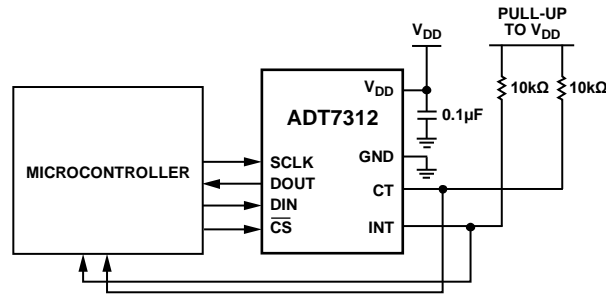 PULL-UP
TO VDD
VDD
10kΩ
10kΩ
VDD
0.1µF
ADT7312
GND
MICROCONTROLLER
SCLK
DOUT
DIN
CS
CT
INT